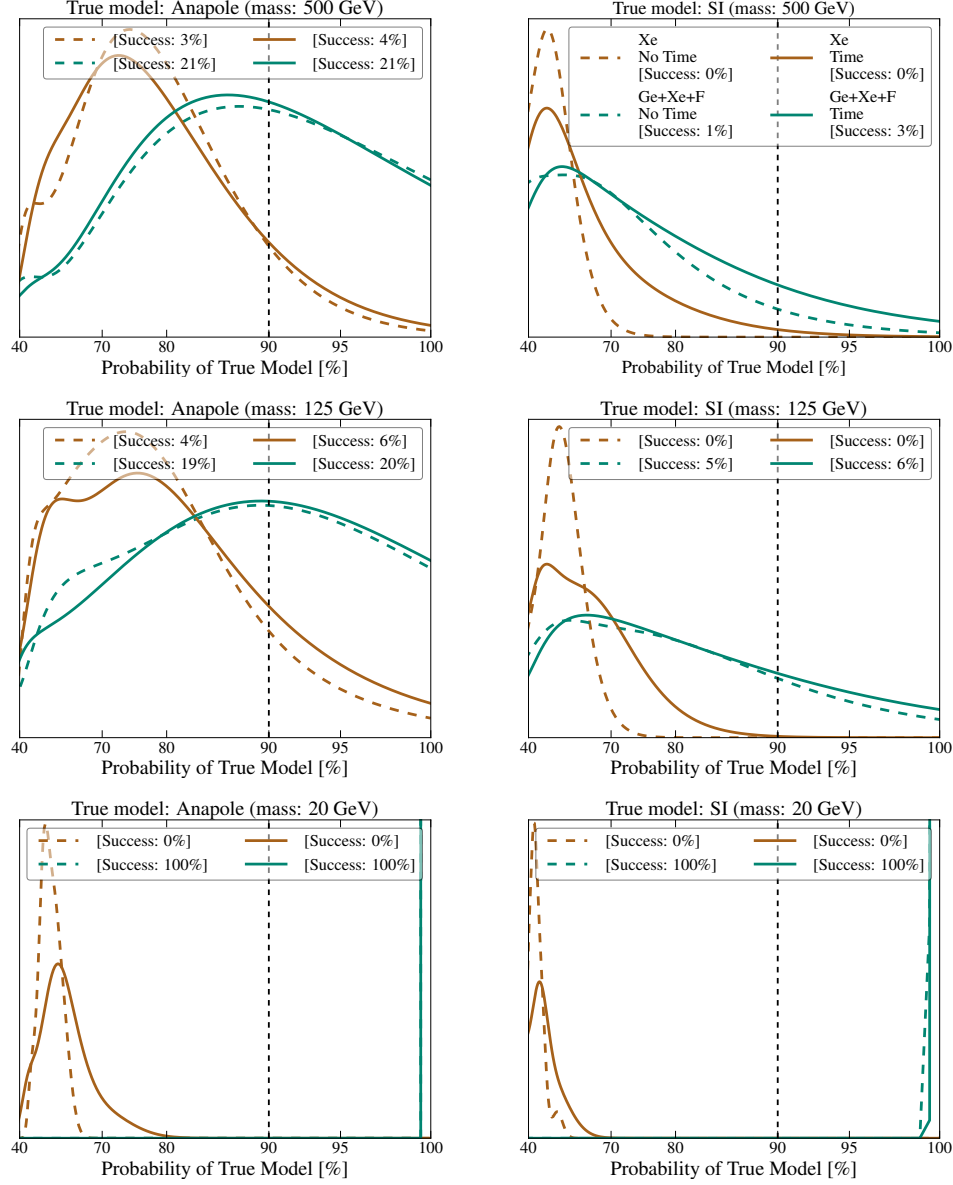 True model: Anapole (mass: 500 GeV)
[Success: 3%]
[Success: 4%]
[Success: 21%]
[Success: 21%]
40
70
80
90
95
100
Probability of True Model [%]
True model: SI (mass: 500 GeV)
Xe
No Time
[Success: 0%]
Xe
Time
[Success: 0%]
Ge+Xe+F
No Time
[Success: 1%]
Ge+Xe+F
Time
[Success: 3%]
40
70
80
90
95
100
Probability of True Model [%]
True model: Anapole (mass: 125 GeV)
[Success: 4%]
[Success: 6%]
[Success: 19%]
[Success: 20%]
40
70
80
90
95
100
Probability of True Model [%]
True model: SI (mass: 125 GeV)
[Success: 0%]
[Success: 0%]
[Success: 5%]
[Success: 6%]
40
70
80
90
95
100
Probability of True Model [%]
True model: Anapole (mass: 20 GeV)
[Success: 0%]
[Success: 0%]
[Success: 100%]
[Success: 100%]
40
70
80
90
95
100
Probability of True Model [%]
True model: SI (mass: 20 GeV)
[Success: 0%]
[Success: 0%]
[Success: 100%]
[Success: 100%]
40
70
80
90
95
100
Probability of True Model [%]